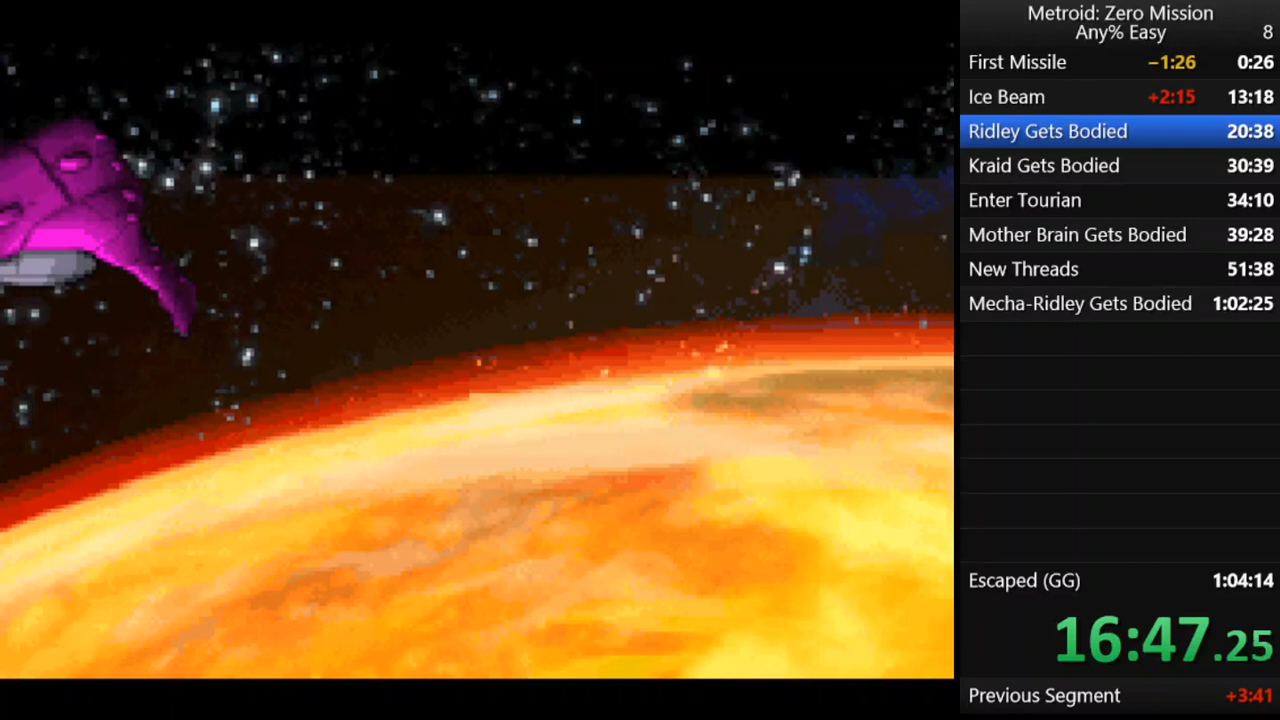 Metroid: Zero Mission
Any% Easy 8
First Missile −1:26 0:26
Ice Beam +2:15 13:18
Ridley Gets Bodied 20:38
Kraid Gets Bodied 30:39
Enter Tourian 34:10
Mother Brain Gets Bodied 39:28
New Threads 51:38
Mecha-Ridley Gets Bodied 1:02:25
Escaped (GG) 1:04:14
16:47.25
Previous Segment +3:41